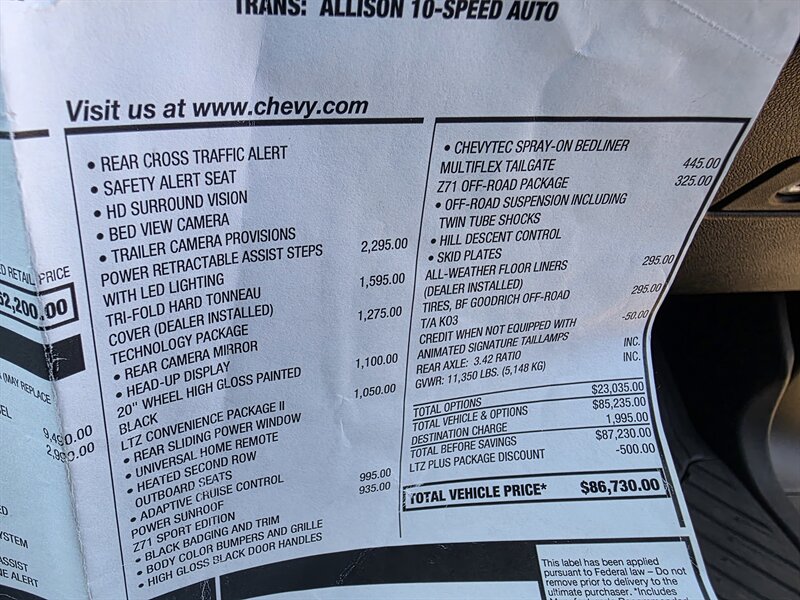 TRANS: ALLISON 10-SPEED AUTO
Visit us at www.chevy.com
PRICE
62,200.00
(MAY REPLACE
9,490.00
2,990.00
SYSTEM
ASSIST
ALERT
• REAR CROSS TRAFFIC ALERT
• SAFETY ALERT SEAT
• HD SURROUND VISION
• BED VIEW CAMERA
• TRAILER CAMERA PROVISIONS
POWER RETRACTABLE ASSIST STEPS 2,295.00
WITH LED LIGHTING
TRI-FOLD HARD TONNEAU 1,595.00
COVER (DEALER INSTALLED)
TECHNOLOGY PACKAGE 1,275.00
• REAR CAMERA MIRROR
• HEAD-UP DISPLAY
20" WHEEL HIGH GLOSS PAINTED 1,100.00
BLACK
LTZ CONVENIENCE PACKAGE II 1,050.00
• REAR SLIDING POWER WINDOW
• UNIVERSAL HOME REMOTE
• HEATED SECOND ROW
OUTBOARD SEATS
• ADAPTIVE CRUISE CONTROL
POWER SUNROOF 995.00
Z71 SPORT EDITION 935.00
• BLACK BADGING AND TRIM
• BODY COLOR BUMPERS AND GRILLE
• HIGH GLOSS BLACK DOOR HANDLES
• CHEVYTEC SPRAY-ON BEDLINER
MULTIFLEX TAILGATE 445.00
Z71 OFF-ROAD PACKAGE 325.00
• OFF-ROAD SUSPENSION INCLUDING
TWIN TUBE SHOCKS
• HILL DESCENT CONTROL
• SKID PLATES
ALL-WEATHER FLOOR LINERS 295.00
(DEALER INSTALLED)
TIRES, BF GOODRICH OFF-ROAD 295.00
T/A KO3
CREDIT WHEN NOT EQUIPPED WITH -50.00
ANIMATED SIGNATURE TAILLAMPS
REAR AXLE: 3.42 RATIO INC.
GVWR: 11,350 LBS. (5,148 KG) INC.
TOTAL OPTIONS $23,035.00
TOTAL VEHICLE & OPTIONS $85,235.00
DESTINATION CHARGE 1,995.00
TOTAL BEFORE SAVINGS $87,230.00
LTZ PLUS PACKAGE DISCOUNT -500.00
TOTAL VEHICLE PRICE* $86,730.00
This label has been applied
pursuant to Federal law – Do not
remove prior to delivery to the
ultimate purchaser. *Includes